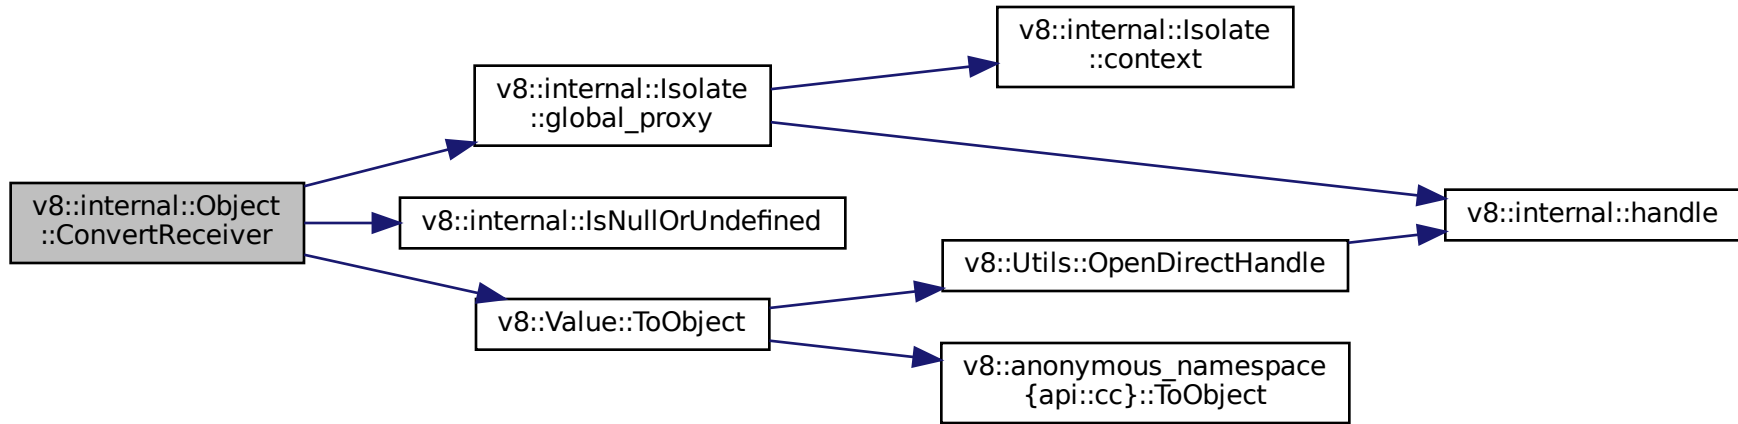 v8::internal::Object
::ConvertReceiver
v8::internal::Isolate
::global_proxy
v8::internal::Isolate
::context
v8::internal::handle
v8::internal::IsNullOrUndefined
v8::Value::ToObject
v8::Utils::OpenDirectHandle
v8::anonymous_namespace
{api::cc}::ToObject